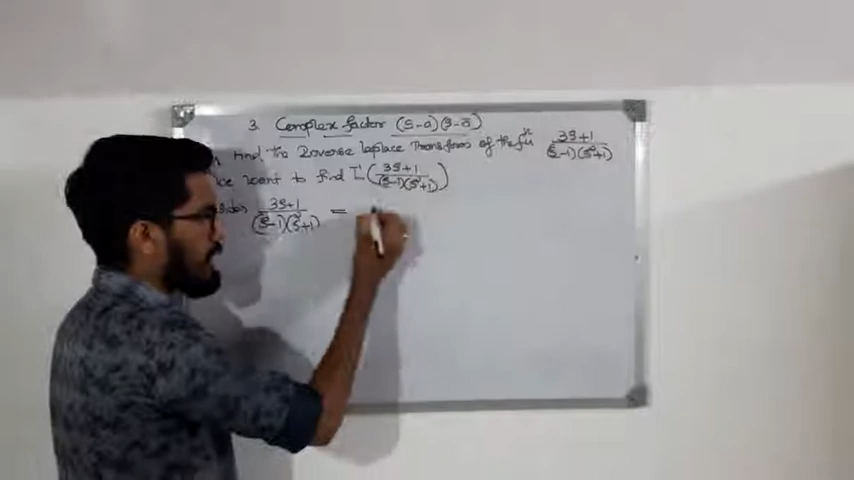 3. Complex factor (s-a)(s-ā)
Find the Inverse Laplace Transform of the fuⁿ 3s+1/(s-1)(s²+1)
we want to find L⁻¹(3s+1/(s-1)(s²+1))
3s+1/(s-1)(s²+1) =